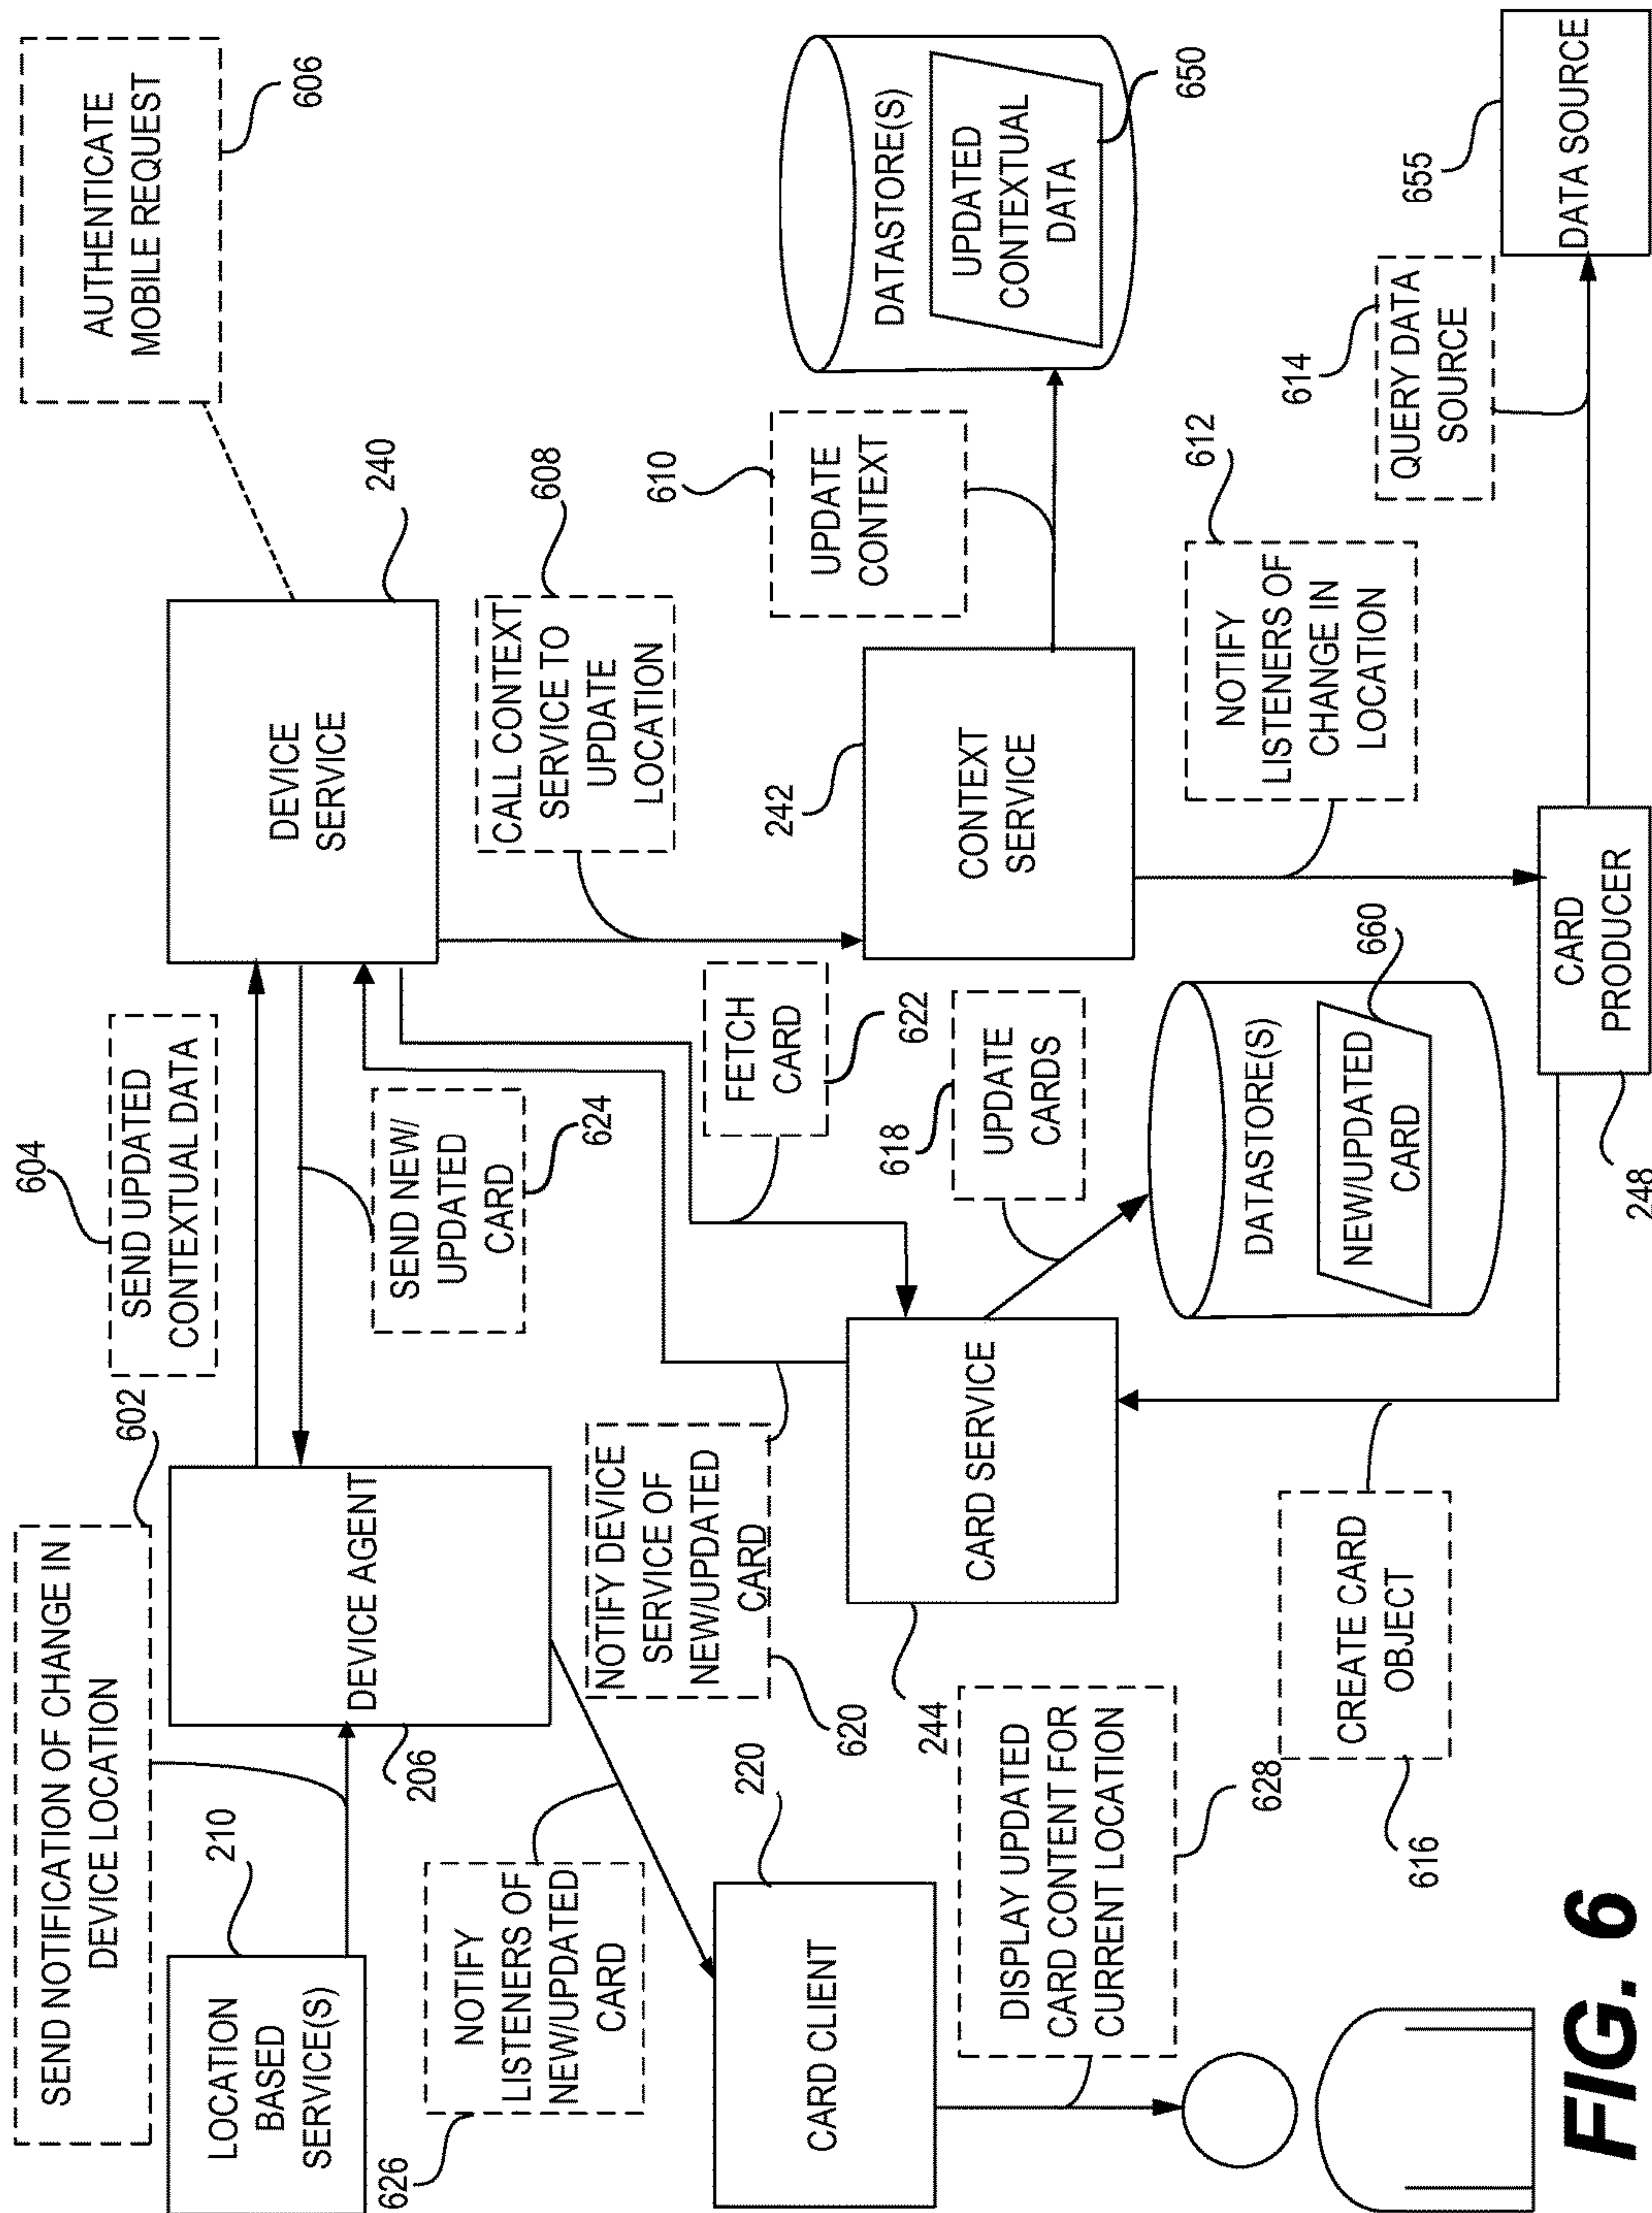 SEND NOTIFICATION OF CHANGE IN
DEVICE LOCATION
602
604
SEND UPDATED
CONTEXTUAL DATA
AUTHENTICATE
MOBILE REQUEST
606
LOCATION
BASED
SERVICE(S)
210
DEVICE AGENT
206
SEND NEW/
UPDATED
CARD
624
DEVICE
SERVICE
240
626
NOTIFY
LISTENERS OF
NEW/UPDATED
CARD
NOTIFY DEVICE
SERVICE OF
NEW/UPDATED
CARD
620
FETCH
CARD
622
CALL CONTEXT
SERVICE TO
UPDATE
LOCATION
608
CARD CLIENT
220
CARD SERVICE
244
618
UPDATE
CARDS
242
CONTEXT
SERVICE
610
UPDATE
CONTEXT
DATASTORE(S)
UPDATED
CONTEXTUAL
DATA
650
DISPLAY UPDATED
CARD CONTENT FOR
CURRENT LOCATION
628
DATASTORE(S)
NEW/UPDATED
CARD
660
NOTIFY
LISTENERS OF
CHANGE IN
LOCATION
612
CREATE CARD
OBJECT
616
CARD
PRODUCER
248
614
QUERY DATA
SOURCE
655
DATA SOURCE
FIG. 6